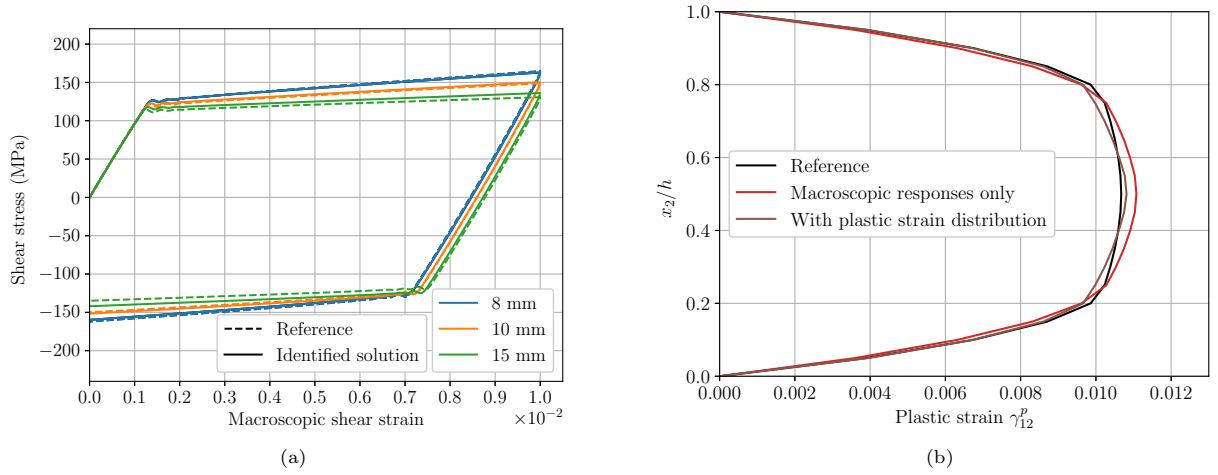 200
150
100
50
0
−50
−100
−150
−200
Shear stress (MPa)
0.0
0.1
0.2
0.3
0.4
0.5
0.6
0.7
0.8
0.9
1.0
×10−2
Macroscopic shear strain
Reference
Identified solution
8 mm
10 mm
15 mm
(a)
1.0
0.8
0.6
0.4
0.2
0.0
x2/h
0.000
0.002
0.004
0.006
0.008
0.010
0.012
Plastic strain γ^p_12
Reference
Macroscopic responses only
With plastic strain distribution
(b)